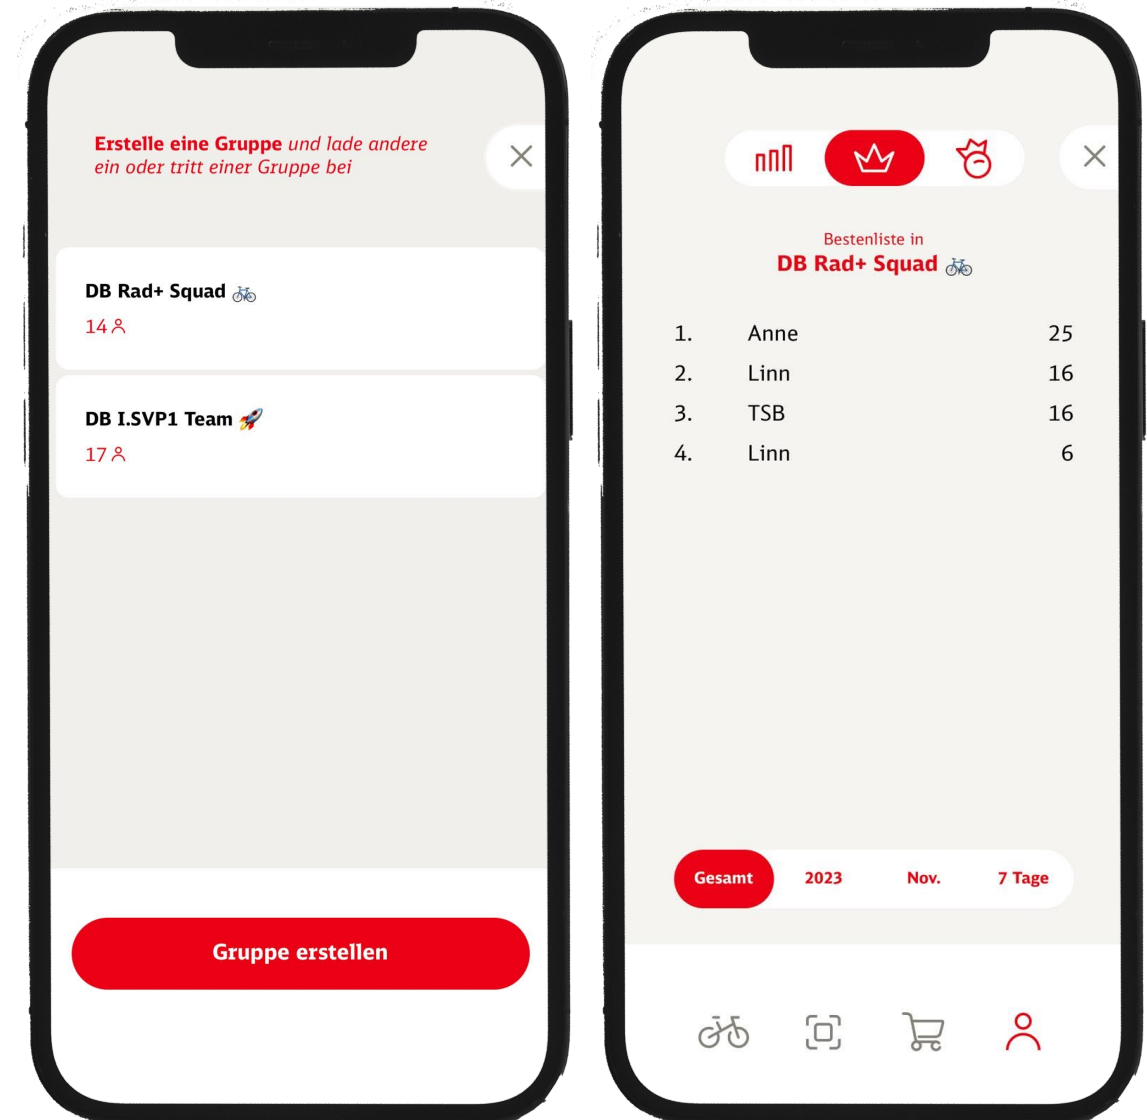 Erstelle eine Gruppe und lade andere
ein oder tritt einer Gruppe bei
DB Rad+ Squad 🚲
14
DB I.SVP1 Team 🚀
17
Gruppe erstellen
Bestenliste in
DB Rad+ Squad 🚲
1. Anne 25
2. Linn 16
3. TSB 16
4. Linn 6
Gesamt 2023 Nov. 7 Tage